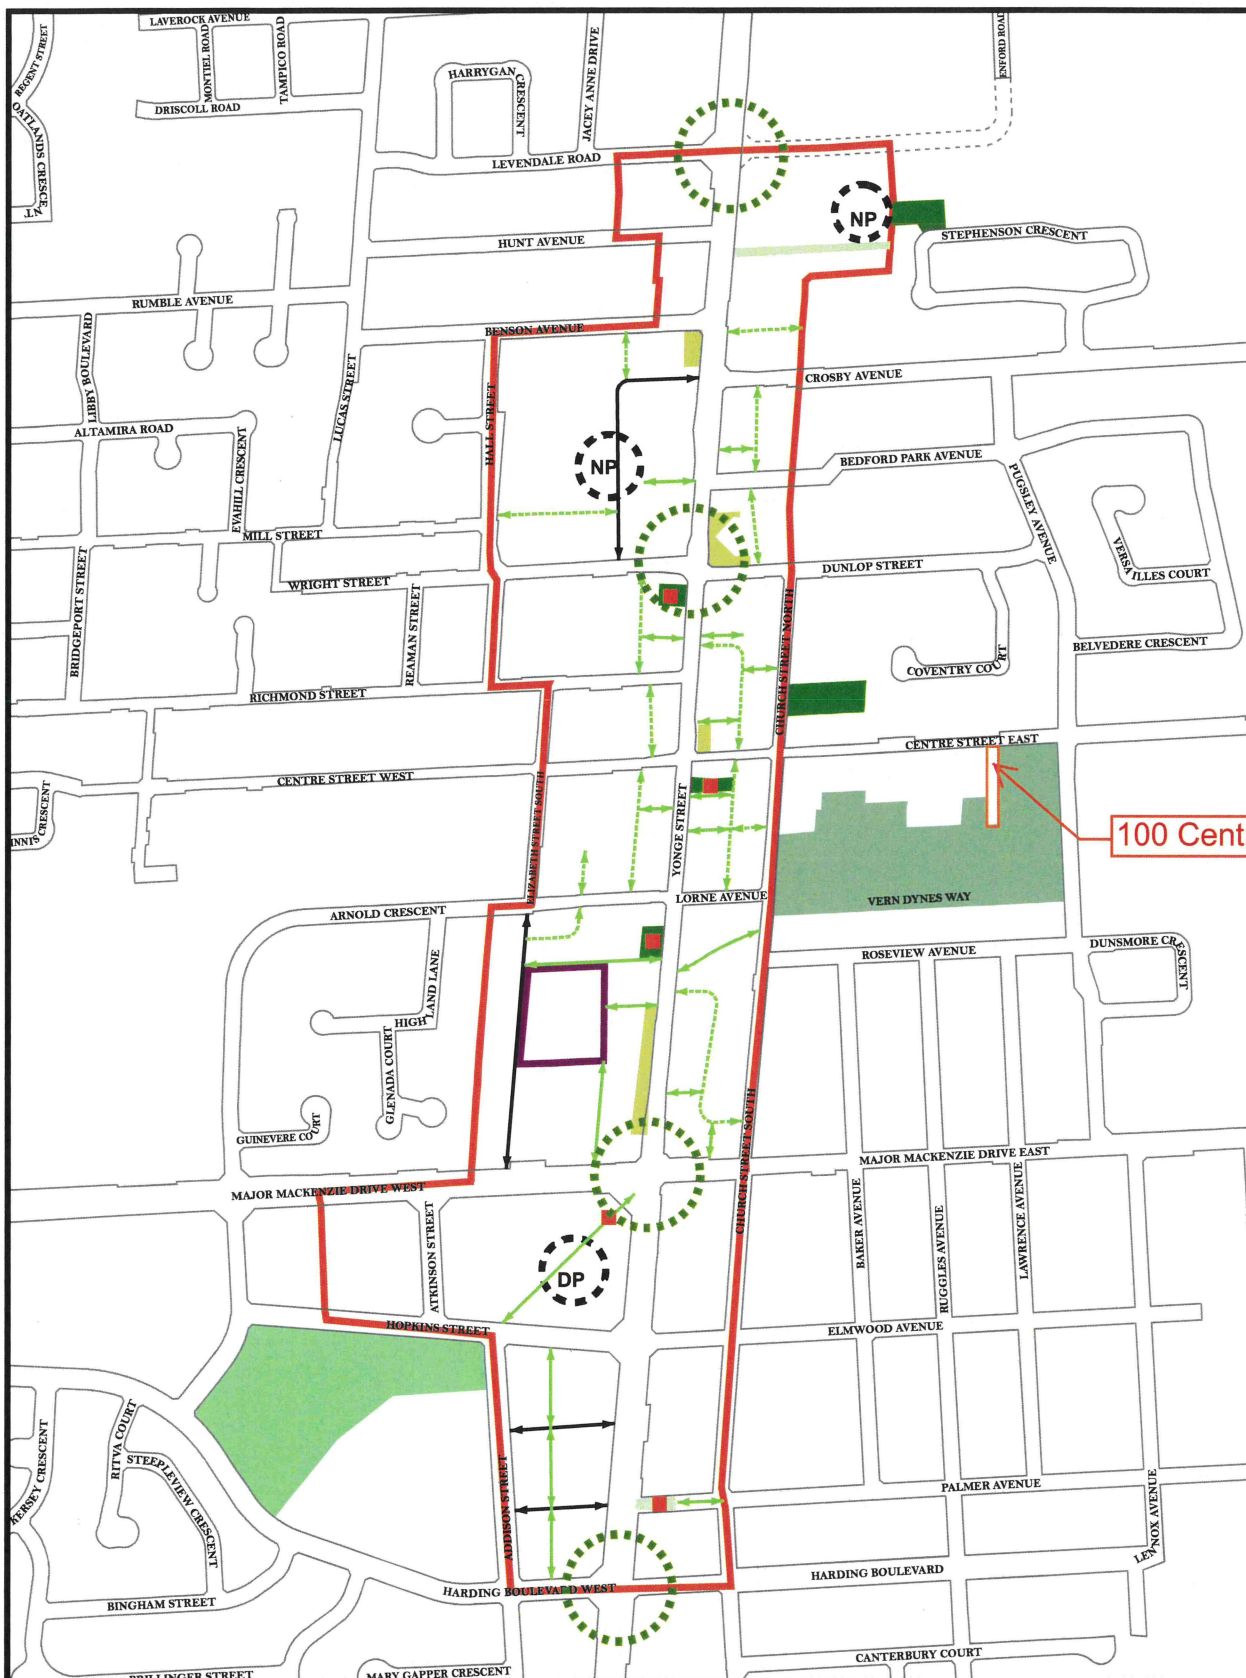 LAVEROCK AVENUE
REGENT STREET
MONTIEL ROAD
TAMPICO ROAD
HARRYGAN
CRESCENT
JACEY ANNE DRIVE
ENFORD ROAD
DRISCOLL ROAD
OATLANDS CRESCE
NT.
LEVENDALE ROAD
NP
STEPHENSON CRESCENT
HUNT AVENUE
RUMBLE AVENUE
BENSON AVENUE
LIBBY BOULEVARD
LUCAS STREET
HALL STREET
CROSBY AVENUE
ALTAMIRA ROAD
EVAHILL CRESCENT
NP
BEDFORD PARK AVENUE
PUGSLEY AVENUE
MILL STREET
VERSA
ILLES COURT
WRIGHT STREET
DUNLOP STREET
BRIDGEPORT STREET
REAMAN STREET
CHURCH STREET NORTH
COVENTRY COURT
BELVEDERE CRESCENT
RICHMOND STREET
CENTRE STREET EAST
CENTRE STREET WEST
ELIZABETH STREET SOUTH
YONGE STREET
100 Cent
LORNE AVENUE
VERN DYNES WAY
ARNOLD CRESCENT
ROSEVIEW AVENUE
DUNSMORE CRESCENT
HIGH
LAND LANE
GLENADA COURT
GUINEVERE COURT
CHURCH STREET SOUTH
MAJOR MACKENZIE DRIVE EAST
MAJOR MACKENZIE DRIVE WEST
ATKINSON STREET
BAKER AVENUE
RUGGLES AVENUE
LAWRENCE AVENUE
DP
HOPKINS STREET
ELMWOOD AVENUE
KERSEY CRESCENT
RITVA COURT
STEEPLEVIEW CRESCENT
ADDISON STREET
PALMER AVENUE
LENNOX AVENUE
HARDING BOULEVARD WEST
HARDING BOULEVARD
BINGHAM STREET
CANTERBURY COURT
MARY GAPPER CRESCENT